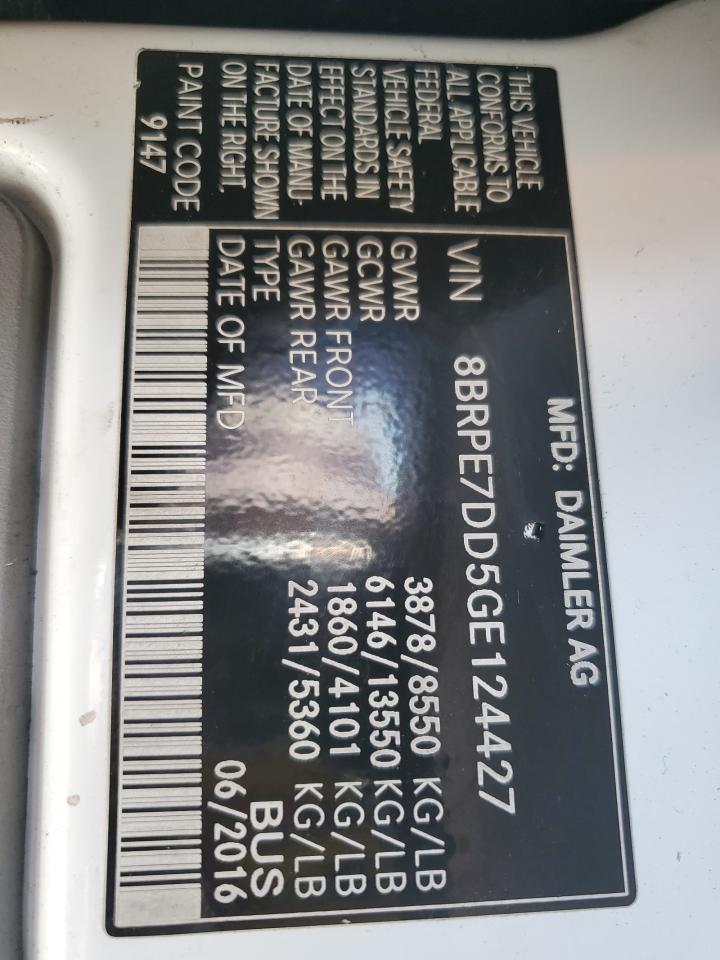 MFD: DAIMLER AG
VIN 8BRPE7DD5GE124427
GVWR 3878/8550 KG/LB
GCWR 6146/13550 KG/LB
GAWR FRONT 1860/4101 KG/LB
GAWR REAR 2431/5360 KG/LB
TYPE BUS
DATE OF MFD 06/2016
THIS VEHICLE
CONFORMS TO
ALL APPLICABLE
FEDERAL
VEHICLE SAFETY
STANDARDS IN
EFFECT ON THE
DATE OF MANU-
FACTURE SHOWN
ON THE RIGHT
PAINT CODE
9147